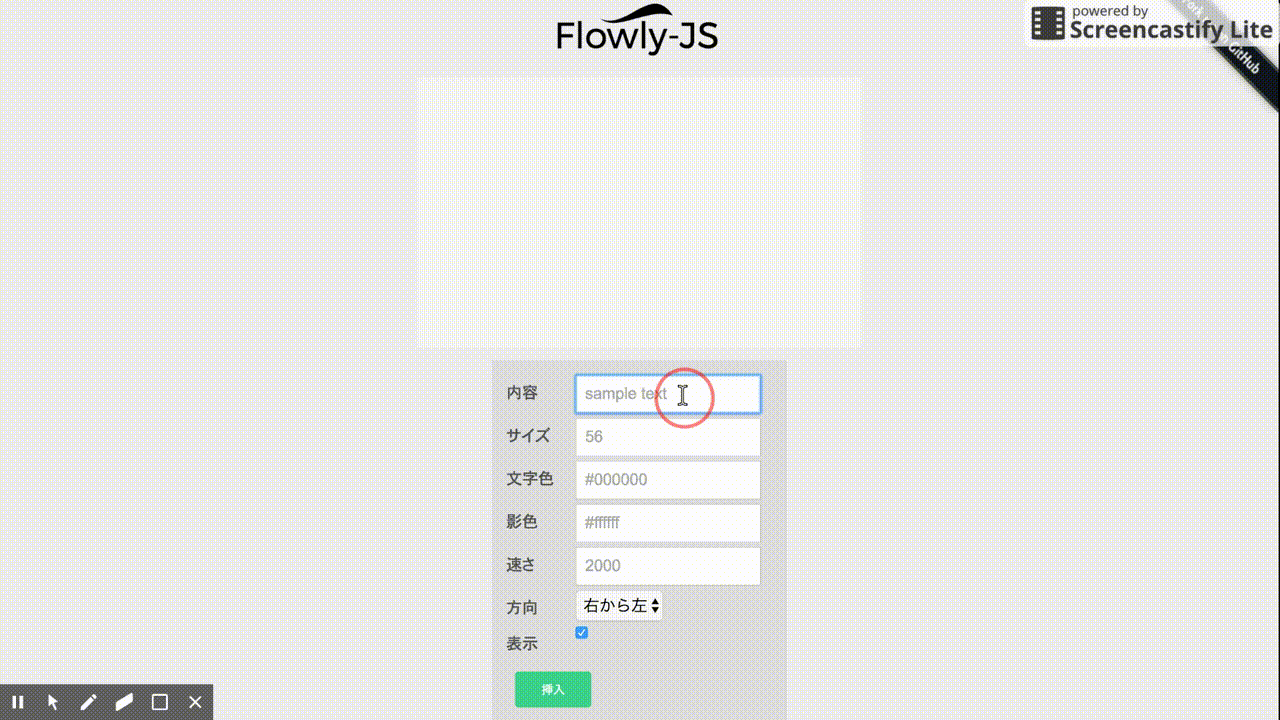 Flowly-JS
powered by
Screencastify Lite
GitHub
内容
sample text
サイズ
56
文字色
#000000
影色
#ffffff
速さ
2000
方向
右から左
表示
挿入